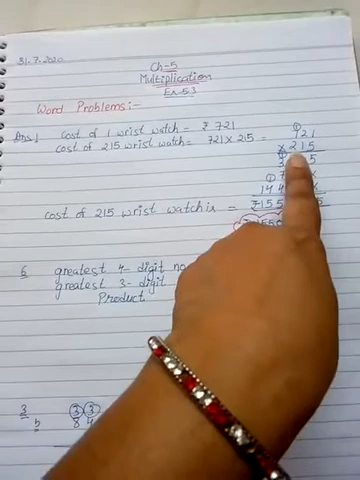 31-7-2020
Ch-5
Multiplication
Ex-5.3
Word Problems:-
Ans 1 cost of 1 wrist watch = ₹ 721
cost of 215 wrist watch = 721 x 215 =
721
x 215
cost of 215 wrist watch is =
6 greatest 4-digit no
greatest 3-digit
Product
3 3 3
b 8 4